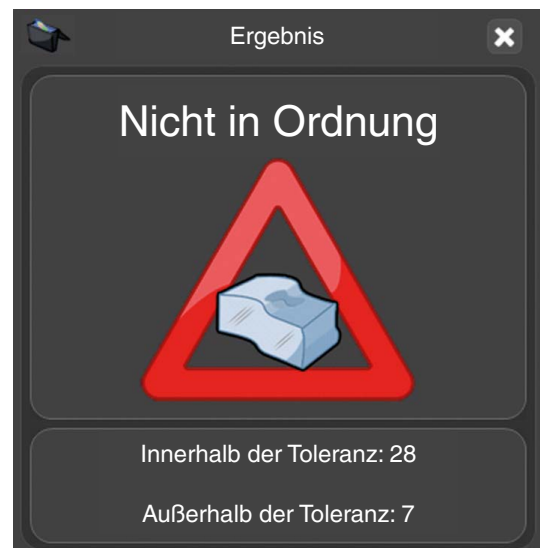 Ergebnis
Nicht in Ordnung
Innerhalb der Toleranz: 28
Außerhalb der Toleranz: 7